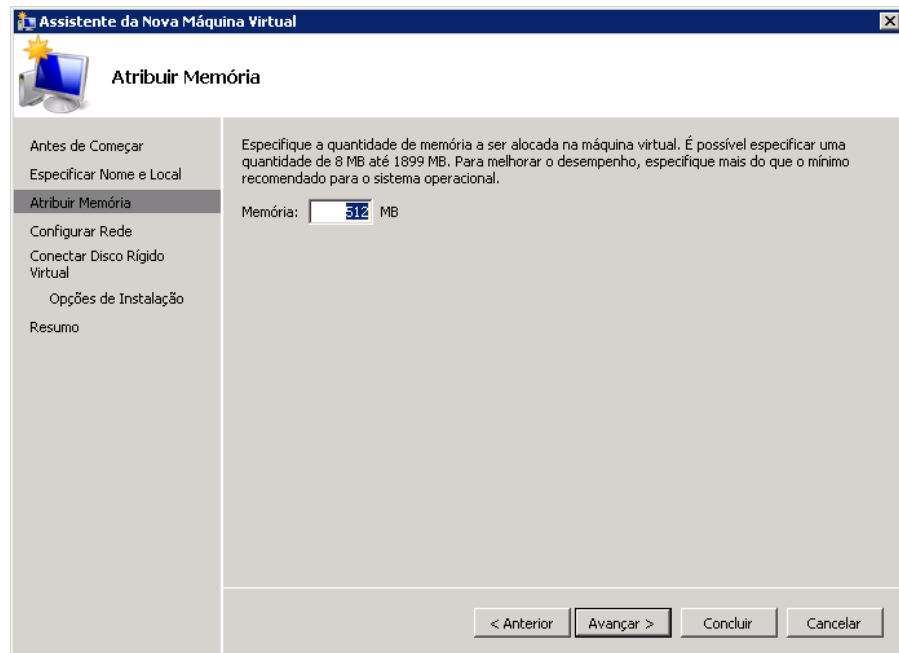 Assistente da Nova Máquina Virtual
Atribuir Memória
Antes de Começar
Especificar Nome e Local
Atribuir Memória
Configurar Rede
Conectar Disco Rígido
Virtual
Opções de Instalação
Resumo
Especifique a quantidade de memória a ser alocada na máquina virtual. É possível especificar uma
quantidade de 8 MB até 1899 MB. Para melhorar o desempenho, especifique mais do que o mínimo
recomendado para o sistema operacional.
Memória: 512 MB
< Anterior Avançar > Concluir Cancelar